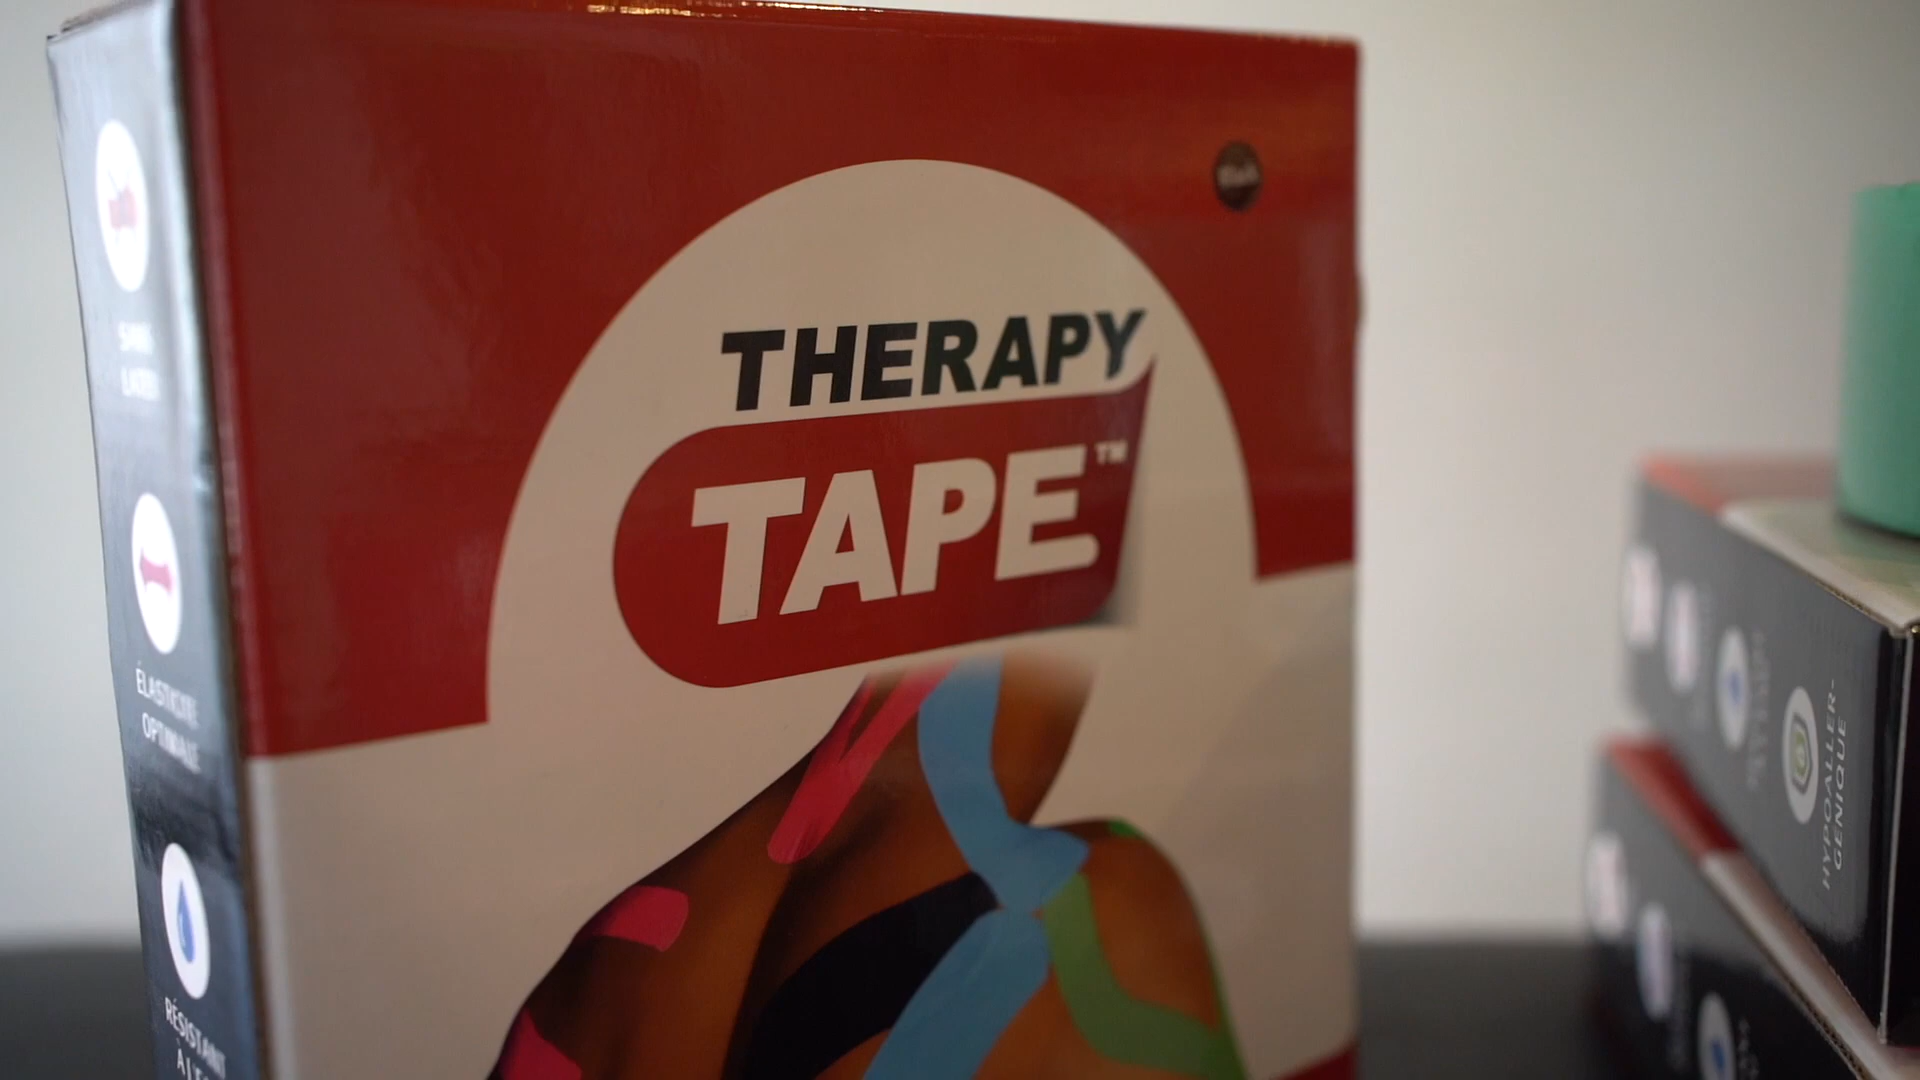 THERAPY
TAPE™
SANS
LATEX
ÉLASTICITÉ
OPTIMALE
RÉSISTANT
HYPOALLER-
GÉNIQUE